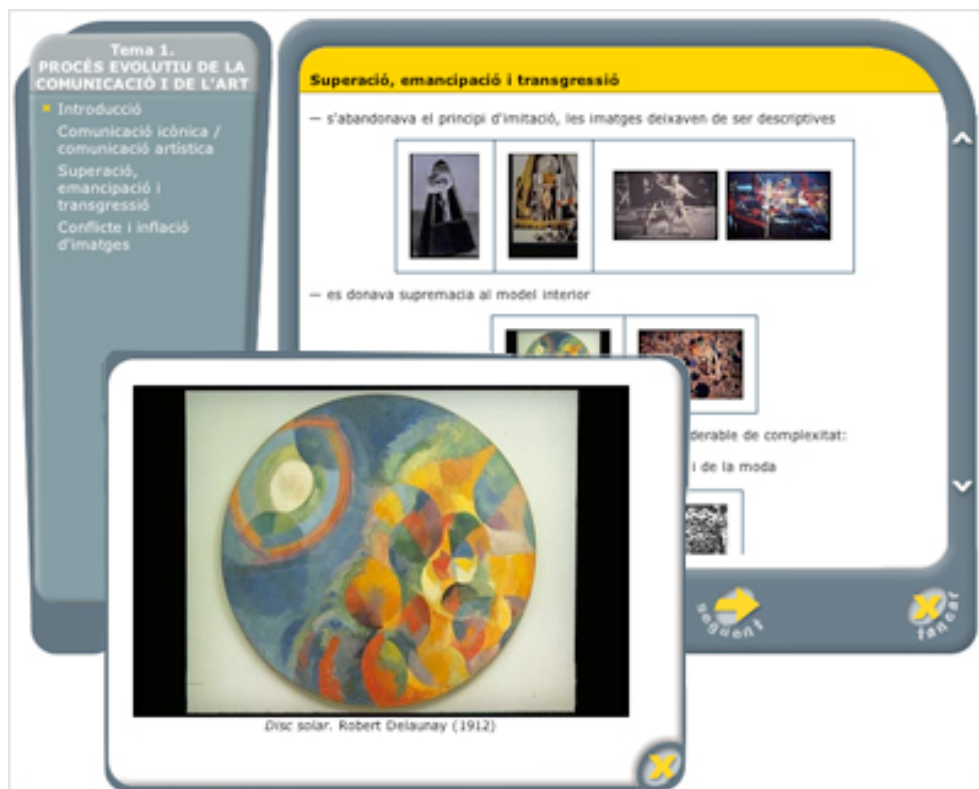 Tema 1.
PROCÉS EVOLUTIU DE LA
COMUNICACIÓ I DE L'ART
Introducció
Comunicació icònica /
comunicació artística
Superació,
emancipació i
transgressió
Conflicte i inflació
d'imatges
Superació, emancipació i transgressió
— s'abandonava el principi d'imitació, les imatges deixaven de ser descriptives
— es donava supremacia al model interior
derable de complexitat:
i de la moda
Disc solar. Robert Delaunay (1912)
següent
tancar